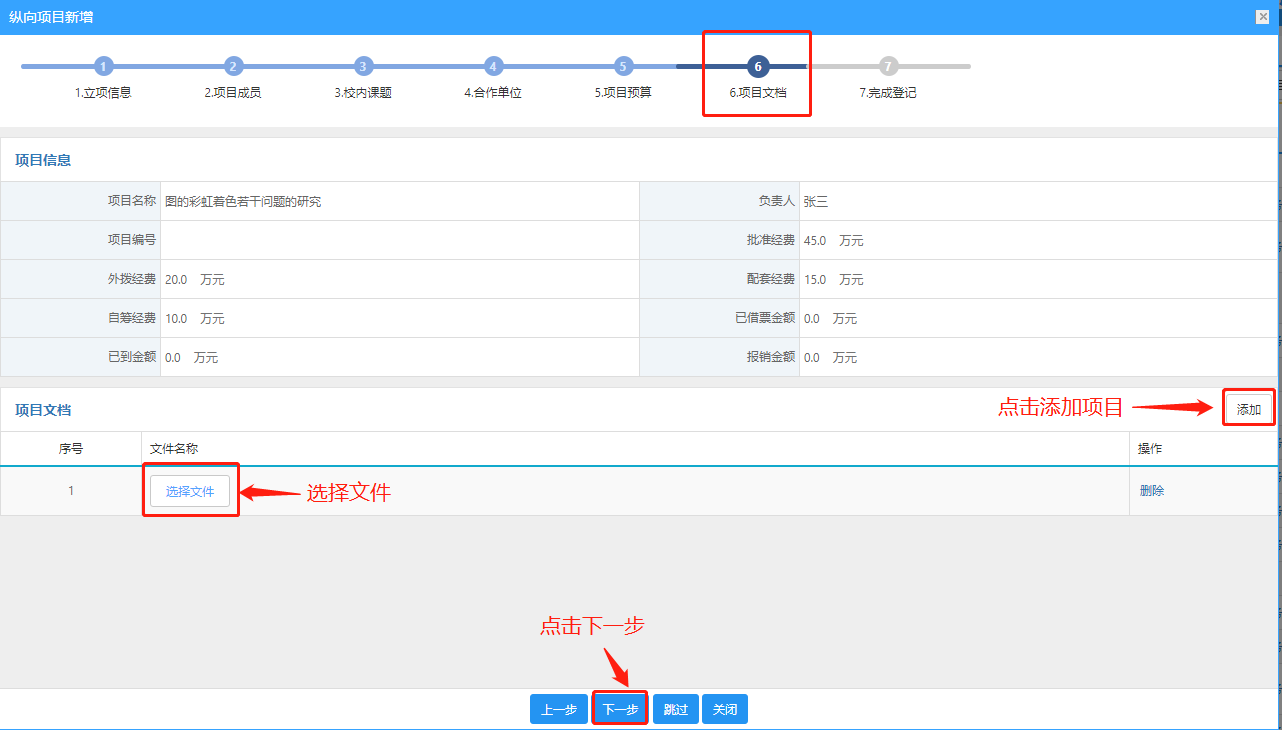 纵向项目新增
1 2 3 4 5 6 7
1.立项信息 2.项目成员 3.校内课题 4.合作单位 5.项目预算 6.项目文档 7.完成登记
项目信息
项目名称 图的彩虹着色若干问题的研究 负责人 张三
项目编号 批准经费 45.0 万元
外拨经费 20.0 万元 配套经费 15.0 万元
自筹经费 10.0 万元 已借票金额 0.0 万元
已到金额 0.0 万元 报销金额 0.0 万元
项目文档 点击添加项目 添加
序号 文件名称 操作
1 选择文件 选择文件 删除
点击下一步
上一步 下一步 跳过 关闭